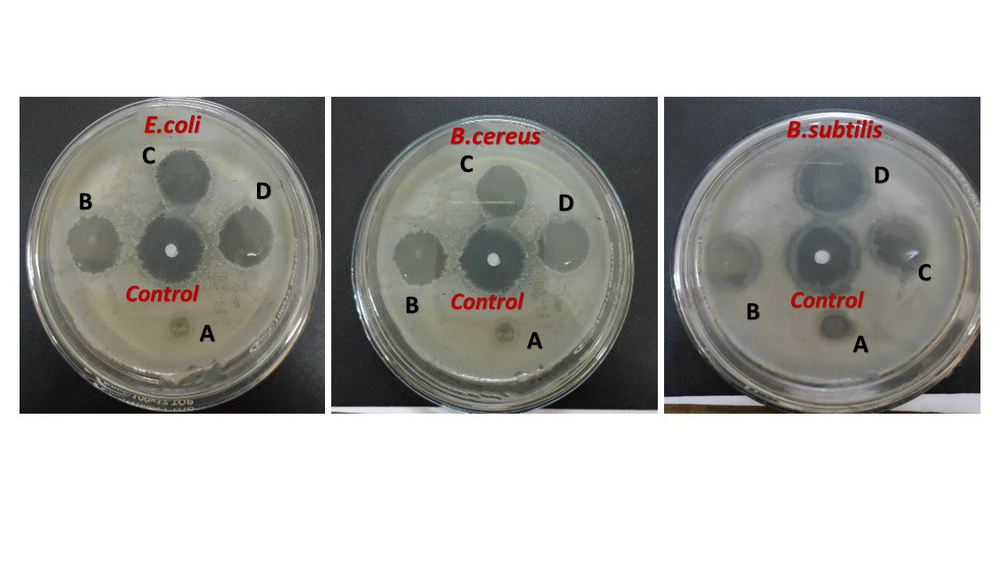 E.coli
C
B
D
Control
A
B.cereus
C
D
B
Control
A
B.subtilis
D
C
Control
B
A